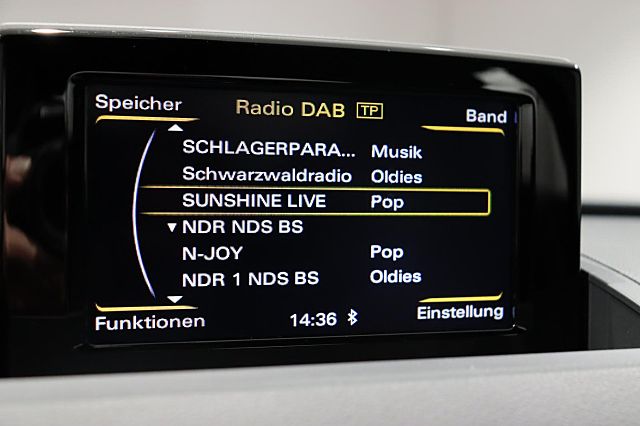 Speicher Radio DAB TP Band
SCHLAGERPARA... Musik
Schwarzwaldradio Oldies
SUNSHINE LIVE Pop
NDR NDS BS
N-JOY Pop
NDR 1 NDS BS Oldies
Funktionen 14:36 Einstellung